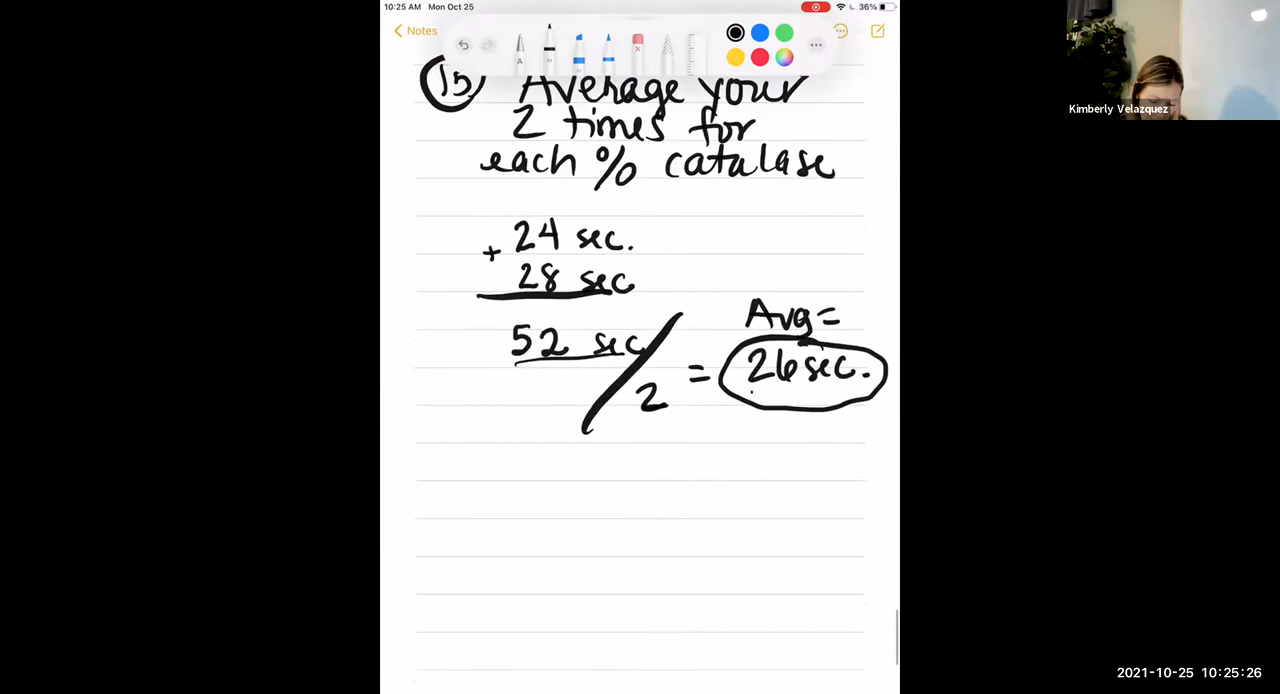 10:25 AM Mon Oct 25
36%
Notes
Kimberly Velazquez
15 Average your
2 times for
each % catalase
24 sec.
+ 28 sec
52 sec / 2 = 26 sec.
Avg =
2021-10-25 10:25:26